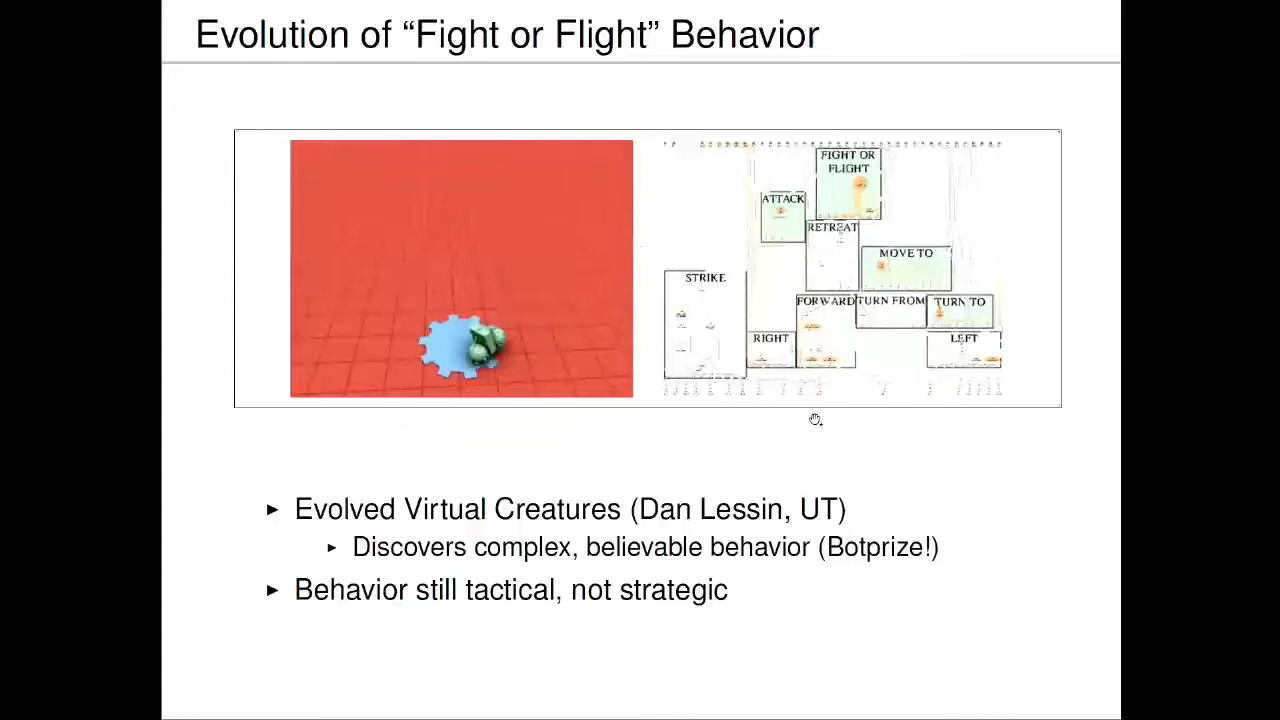 Evolution of “Fight or Flight” Behavior
FIGHT OR
FLIGHT
ATTACK
RETREAT
MOVE TO
STRIKE
FORWARD
TURN FROM
TURN TO
RIGHT
LEFT
Evolved Virtual Creatures (Dan Lessin, UT)
Discovers complex, believable behavior (Botprize!)
Behavior still tactical, not strategic